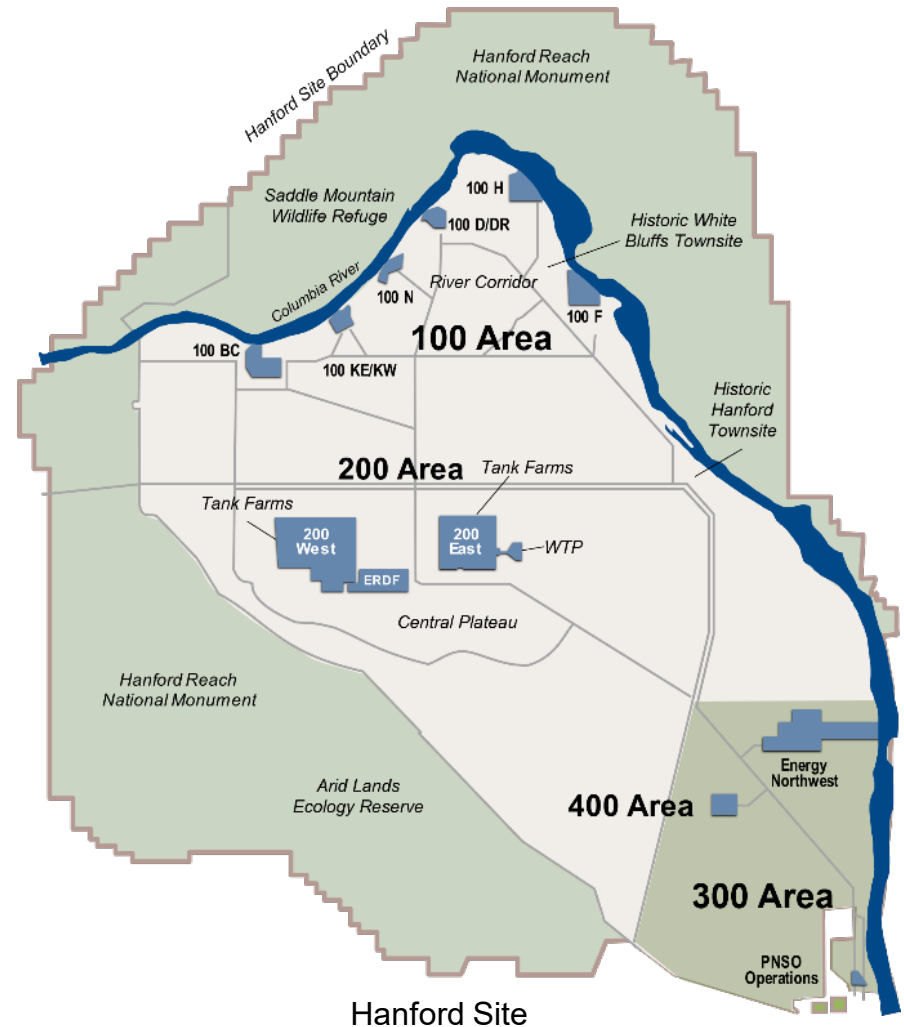 Hanford Reach
National Monument
Hanford Site Boundary
100 H
Saddle Mountain
Wildlife Refuge
100 D/DR
Historic White
Bluffs Townsite
Columbia River
River Corridor
100 N
100 F
100 Area
100 BC
100 KE/KW
Historic
Hanford
Townsite
200 Area
Tank Farms
Tank Farms
200
West
200
East
WTP
ERDF
Central Plateau
Hanford Reach
National Monument
Energy
Northwest
Arid Lands
Ecology Reserve
400 Area
300 Area
PNSO
Operations
Hanford Site